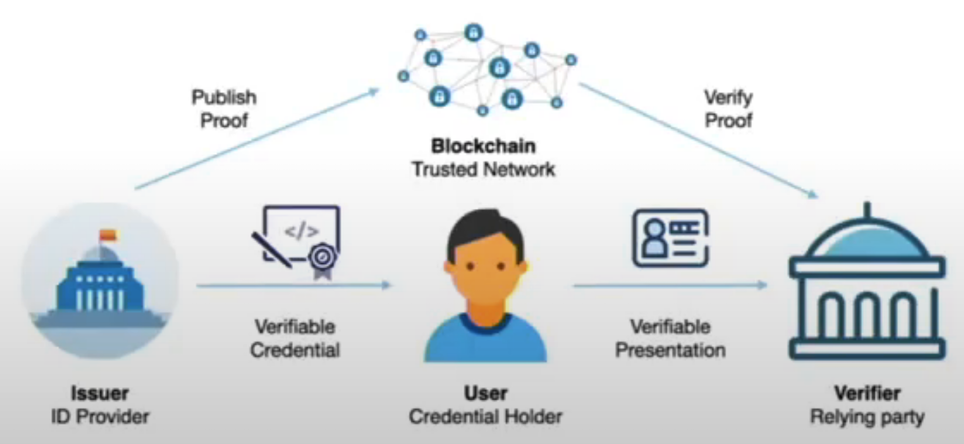 Publish
Proof
Verify
Proof
Blockchain
Trusted Network
</>
Verifiable
Credential
Verifiable
Presentation
Issuer
ID Provider
User
Credential Holder
Verifier
Relying party